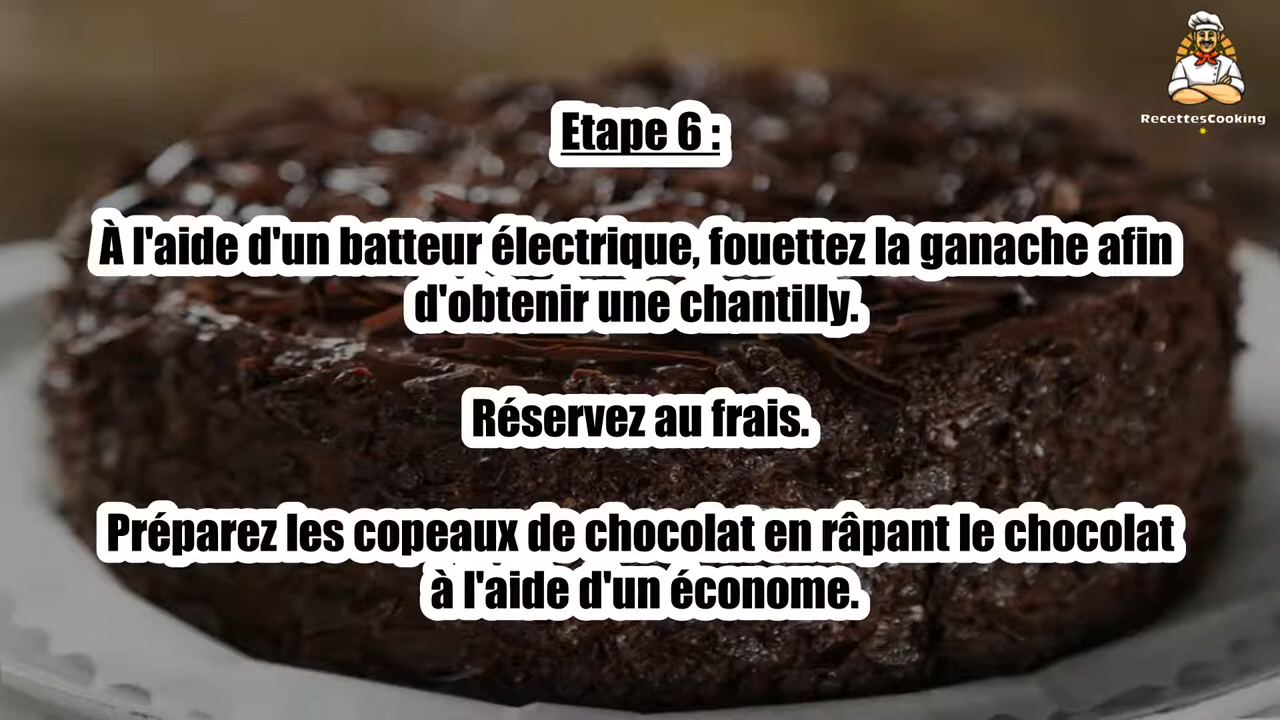 RecettesCooking
Etape 6 :
À l'aide d'un batteur électrique, fouettez la ganache afin
d'obtenir une chantilly.
Réservez au frais.
Préparez les copeaux de chocolat en râpant le chocolat
à l'aide d'un économe.